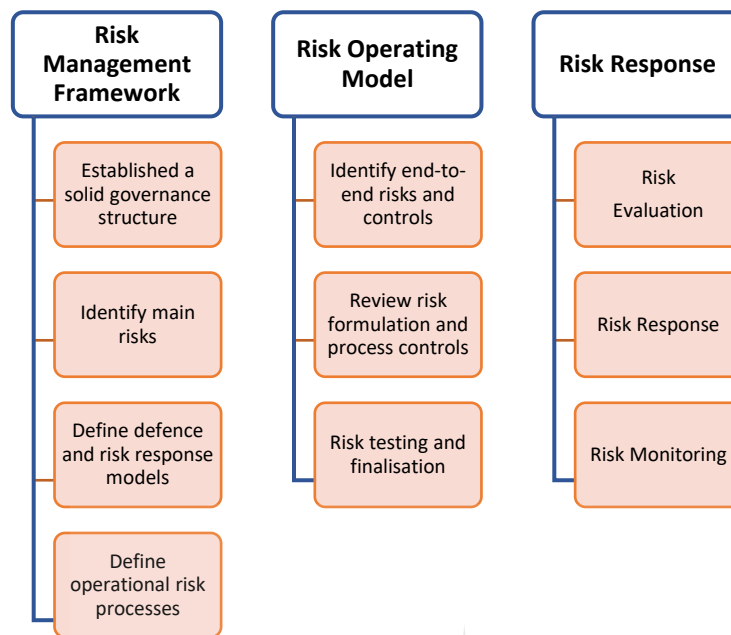 Risk
Management
Framework
Established a
solid governance
structure
Identify main
risks
Define defence
and risk response
models
Define
operational risk
processes
Risk Operating
Model
Identify end-to-
end risks and
controls
Review risk
formulation and
process controls
Risk testing and
finalisation
Risk Response
Risk
Evaluation
Risk Response
Risk Monitoring